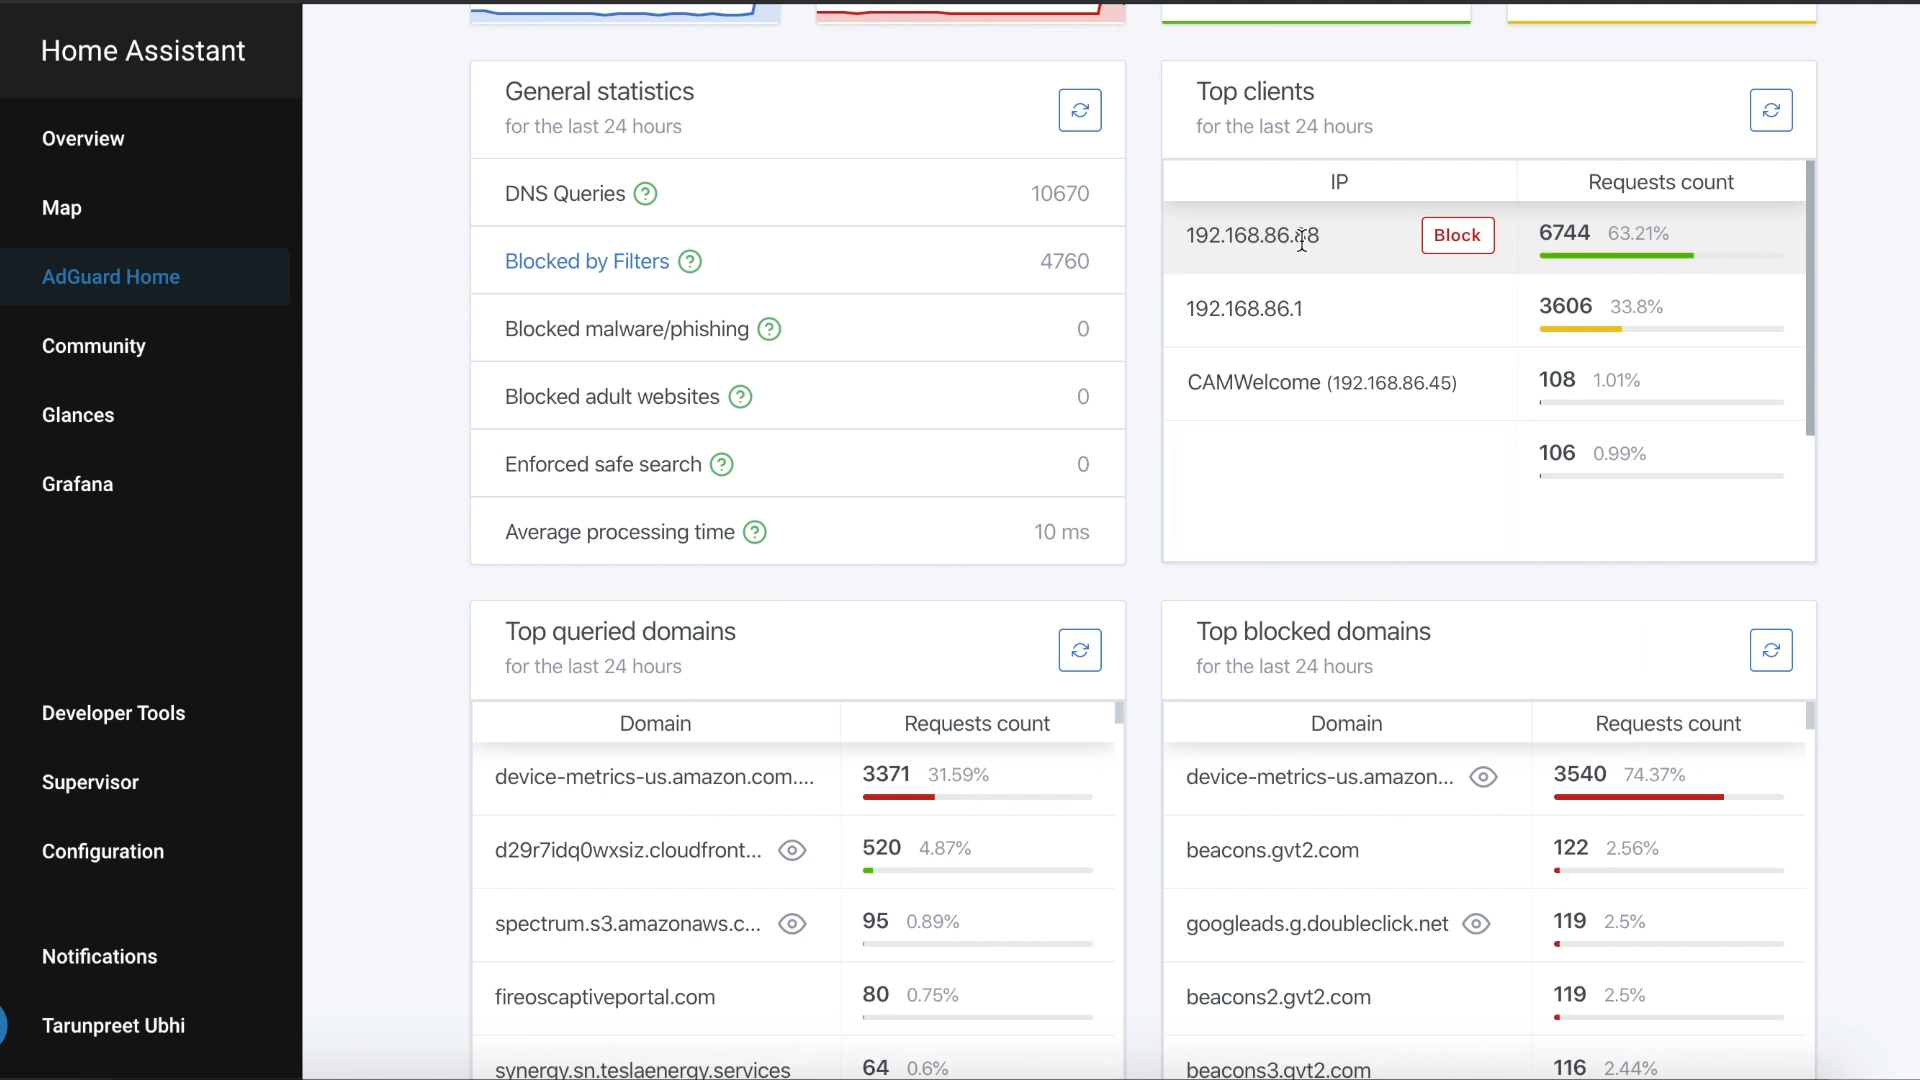 Home Assistant
Overview
Map
AdGuard Home
Community
Glances
Grafana
Developer Tools
Supervisor
Configuration
Notifications
Tarunpreet Ubhi
General statistics
for the last 24 hours
DNS Queries ? 10670
Blocked by Filters ? 4760
Blocked malware/phishing ? 0
Blocked adult websites ? 0
Enforced safe search ? 0
Average processing time ? 10 ms
Top clients
for the last 24 hours
IP Requests count
Block 6744 63.21%
192.168.86.1 3606 33.8%
CAMWelcome (192.168.86.45) 108 1.01%
106 0.99%
Top queried domains
for the last 24 hours
Domain Requests count
device-metrics-us.amazon.com.... 3371 31.59%
d29r7idq0wxsiz.cloudfront... 520 4.87%
spectrum.s3.amazonaws.c... 95 0.89%
fireoscaptiveportal.com 80 0.75%
synergy.sn.teslaenergy.services 64 0.6%
Top blocked domains
for the last 24 hours
Domain Requests count
device-metrics-us.amazon... 3540 74.37%
beacons.gvt2.com 122 2.56%
googleads.g.doubleclick.net 119 2.5%
beacons2.gvt2.com 119 2.5%
beacons3.gvt2.com 116 2.44%